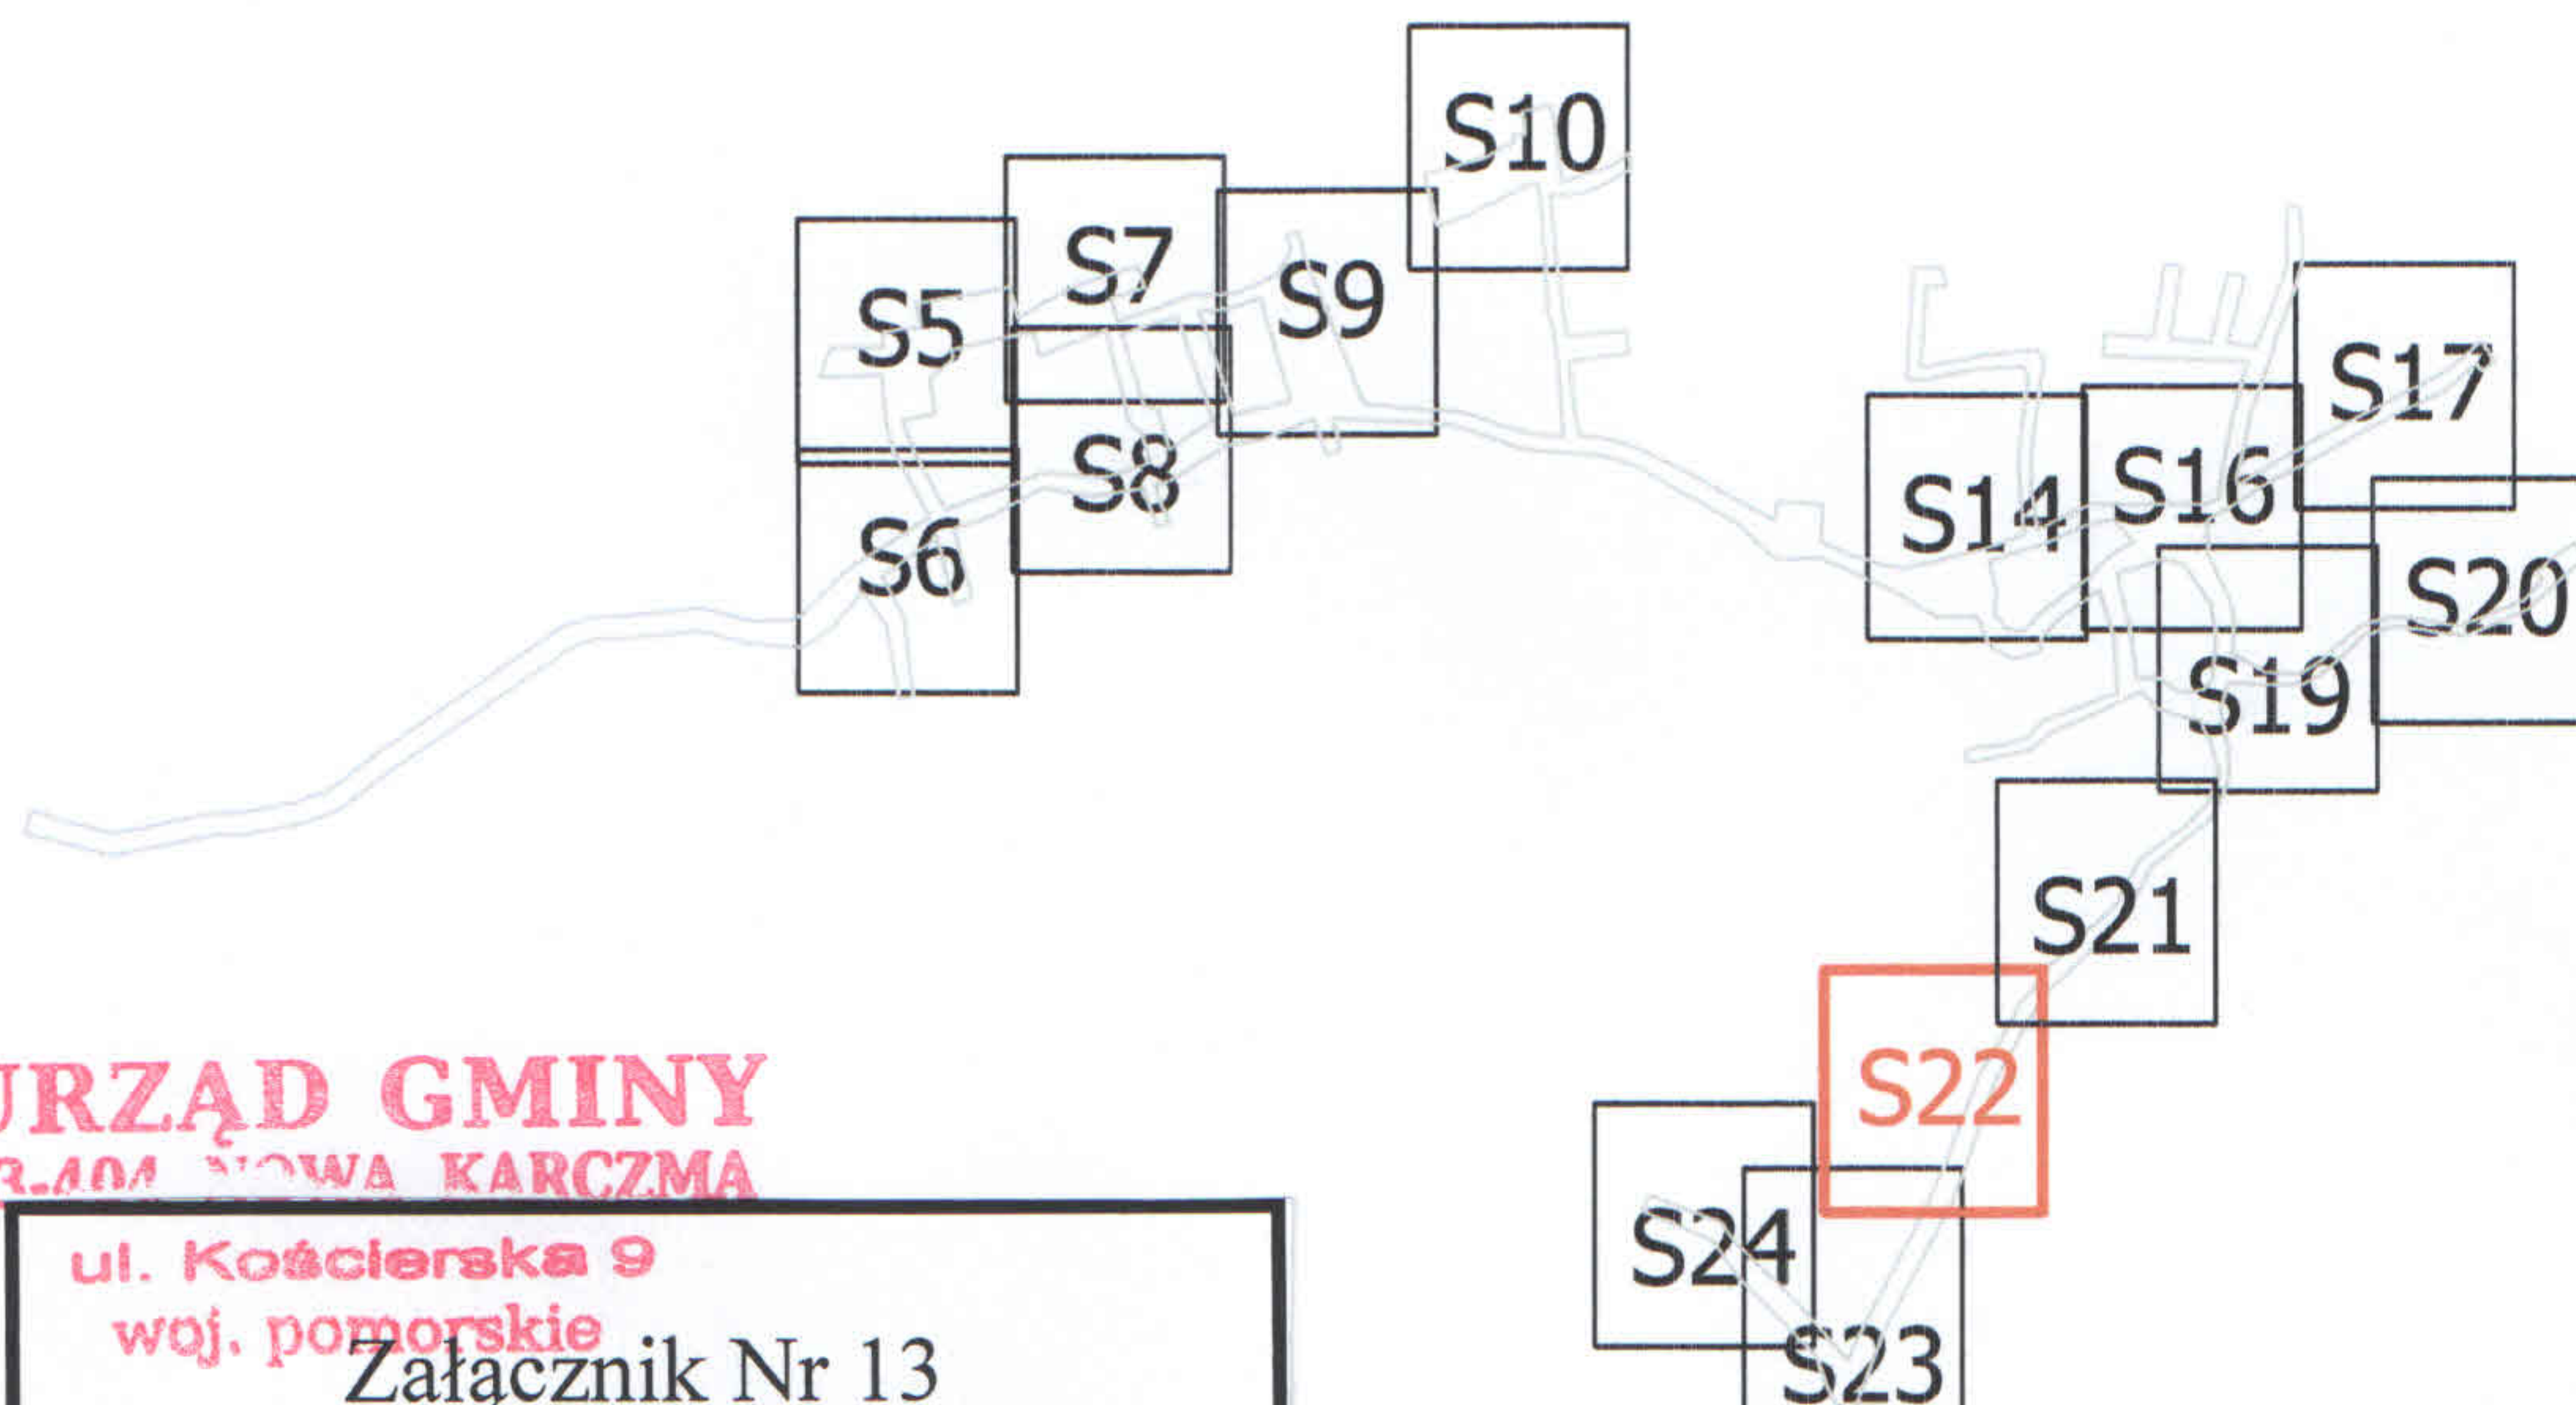 S10
S7
S9
S5
S17
S8
S16
S14
S6
S20
S19
S21
S22
S24
S23
URZĄD GMINY
NOWA KARCZMA
ul. Kościerska 9
woj. pomorskie
Załącznik Nr 13